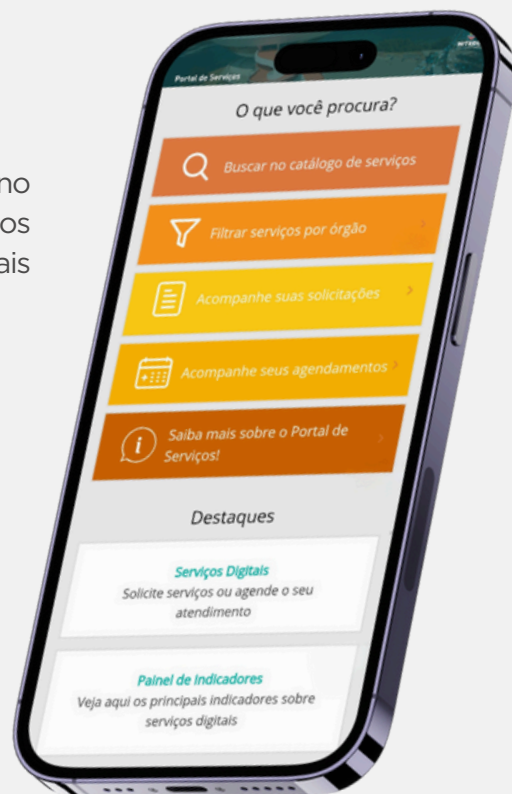 Portal de Serviços
O que você procura?
no
Buscar no catálogo de serviços
os
Filtrar serviços por órgão
ais
Acompanhe suas solicitações
Acompanhe seus agendamentos
Saiba mais sobre o Portal de
Serviços!
Destaques
Serviços Digitais
Solicite serviços ou agende o seu
atendimento
Painel de Indicadores
Veja aqui os principais indicadores sobre
serviços digitais